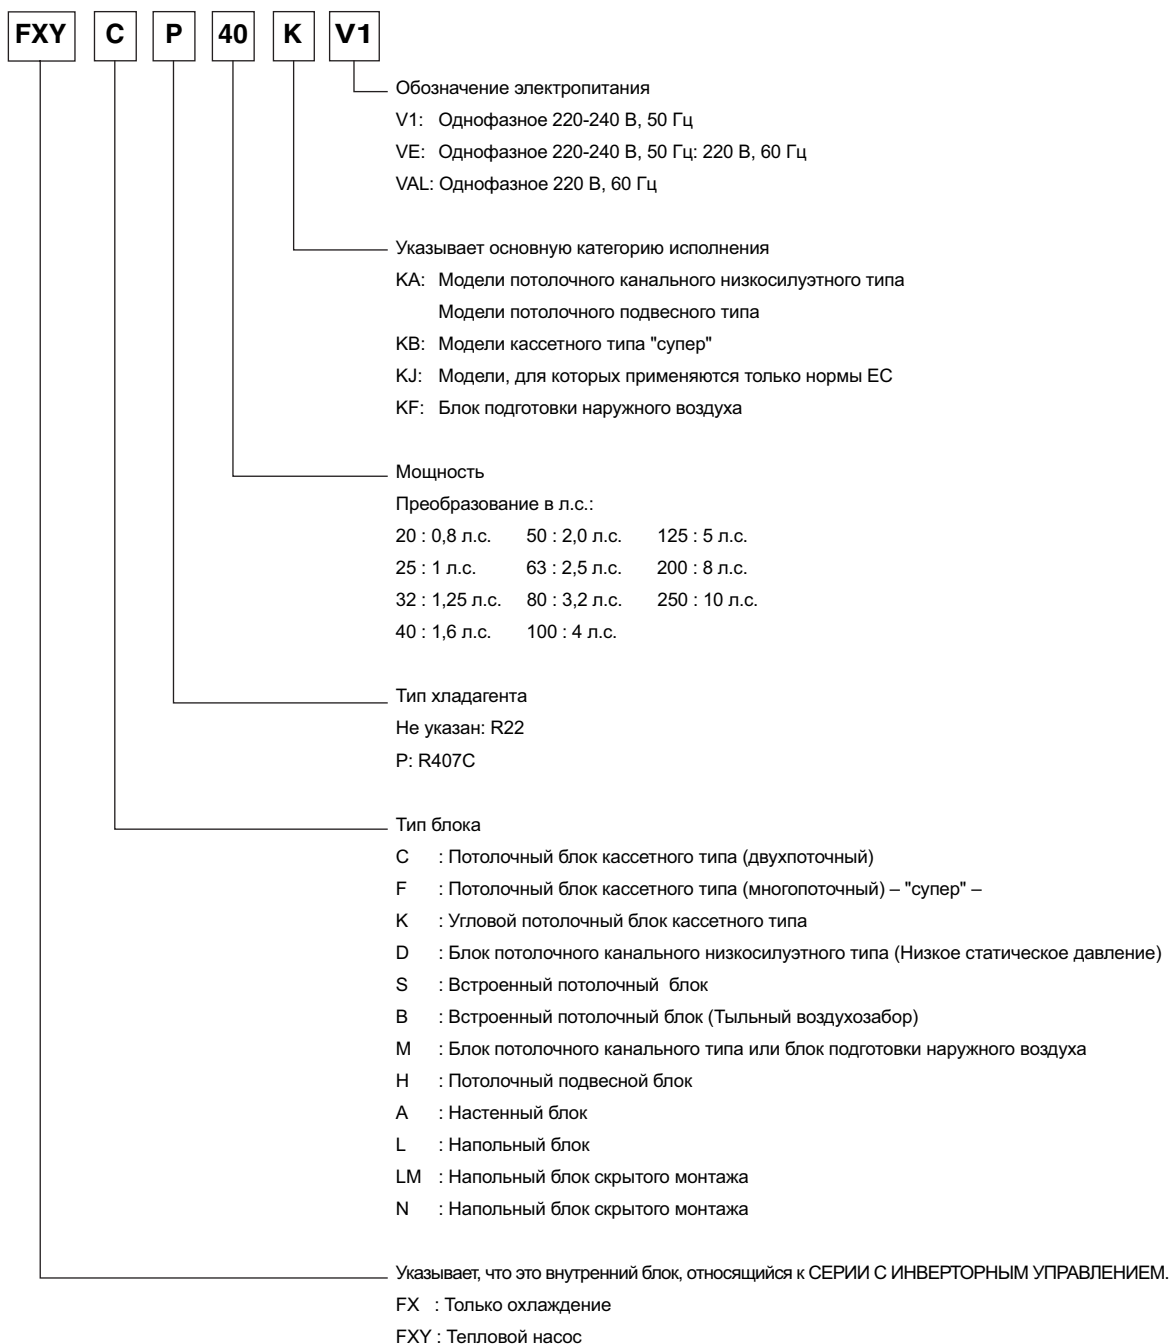 FXY C P 40 K V1
Обозначение электропитания
V1: Однофазное 220-240 В, 50 Гц
VE: Однофазное 220-240 В, 50 Гц: 220 В, 60 Гц
VAL: Однофазное 220 В, 60 Гц
Указывает основную категорию исполнения
KA: Модели потолочного канального низкосилуэтного типа
Модели потолочного подвесного типа
KB: Модели кассетного типа "супер"
KJ: Модели, для которых применяются только нормы ЕС
KF: Блок подготовки наружного воздуха
Мощность
Преобразование в л.с.:
20 : 0,8 л.с. 50 : 2,0 л.с. 125 : 5 л.с.
25 : 1 л.с. 63 : 2,5 л.с. 200 : 8 л.с.
32 : 1,25 л.с. 80 : 3,2 л.с. 250 : 10 л.с.
40 : 1,6 л.с. 100 : 4 л.с.
Тип хладагента
Не указан: R22
P: R407C
Тип блока
C : Потолочный блок кассетного типа (двухпоточный)
F : Потолочный блок кассетного типа (многопоточный) – "супер" –
K : Угловой потолочный блок кассетного типа
D : Блок потолочного канального низкосилуэтного типа (Низкое статическое давление)
S : Встроенный потолочный блок
B : Встроенный потолочный блок (Тыльный воздухозабор)
M : Блок потолочного канального типа или блок подготовки наружного воздуха
H : Потолочный подвесной блок
A : Настенный блок
L : Напольный блок
LM : Напольный блок скрытого монтажа
N : Напольный блок скрытого монтажа
Указывает, что это внутренний блок, относящийся к СЕРИИ С ИНВЕРТОРНЫМ УПРАВЛЕНИЕМ.
FX : Только охлаждение
FXY : Тепловой насос